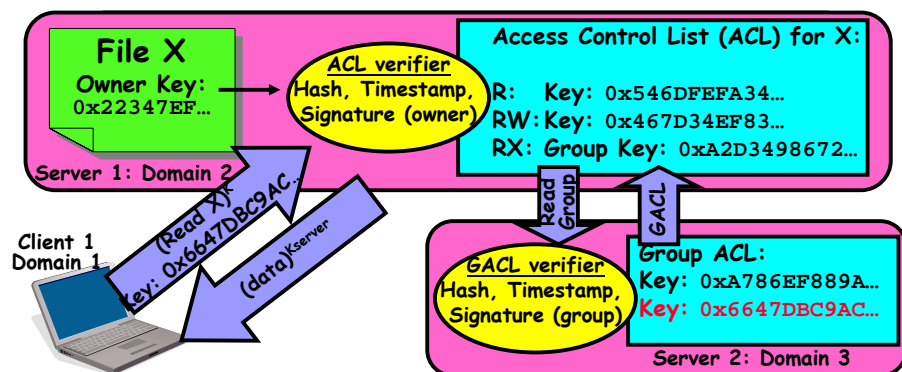 File X
Owner Key:
0x22347EF…
ACL verifier
Hash, Timestamp,
Signature (owner)
Access Control List (ACL) for X:
R: Key: 0x546DFEFA34…
RW: Key: 0x467D34EF83…
RX: Group Key: 0xA2D3498672…
Server 1: Domain 2
Client 1
Domain 1
(Read X)K
Key: 0x6647DBC9AC…
(data)Kserver
Read
Group
GACL
GACL verifier
Hash, Timestamp,
Signature (group)
Group ACL:
Key: 0xA786EF889A…
Key: 0x6647DBC9AC…
Server 2: Domain 3